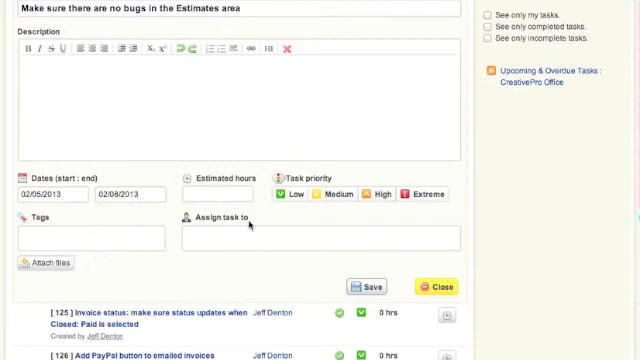 Make sure there are no bugs in the Estimates area
See only my tasks.
Description
See only completed tasks.
See only incomplete tasks.
B I S U X₂ X² H1
Upcoming & Overdue Tasks :
CreativePro Office
Dates (start : end) Estimated hours Task priority
02/05/2013 02/08/2013 Low Medium High Extreme
Tags Assign task to
Attach files
Save Close
[ 125 ] Invoice status: make sure status updates when Jeff Denton 0 hrs
Closed: Paid is selected
Created by Jeff Denton
[ 126 ] Add PayPal button to emailed invoices Jeff Denton 0 hrs